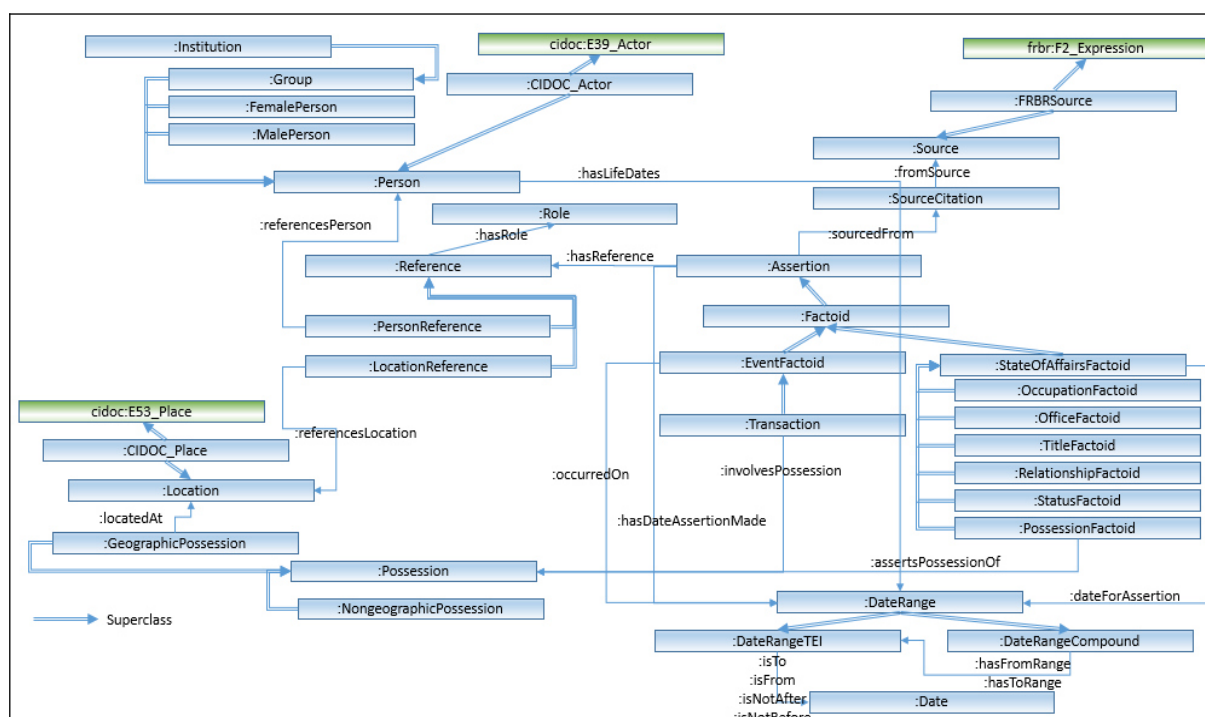 :Institution
cidoc:E39_Actor
frbr:F2_Expression
:Group
:CIDOC_Actor
:FemalePerson
:FRBRSource
:MalePerson
:Source
:Person
:hasLifeDates
:fromSource
:SourceCitation
:referencesPerson
:Role
:hasRole
:sourcedFrom
:Reference
:hasReference
:Assertion
:Factoid
:PersonReference
:LocationReference
:EventFactoid
:StateOfAffairsFactoid
:OccupationFactoid
cidoc:E53_Place
:OfficeFactoid
:Transaction
:referencesLocation
:CIDOC_Place
:TitleFactoid
:occurredOn
:involvesPossession
:RelationshipFactoid
:Location
:StatusFactoid
:locatedAt
:hasDateAssertionMade
:PossessionFactoid
:GeographicPossession
:Possession
:assertsPossessionOf
:NongeographicPossession
:DateRange
:dateForAssertion
Superclass
:DateRangeTEI
:DateRangeCompound
:isTo
:hasFromRange
:isFrom
:hasToRange
:isNotAfter
:Date
:isNotBefore